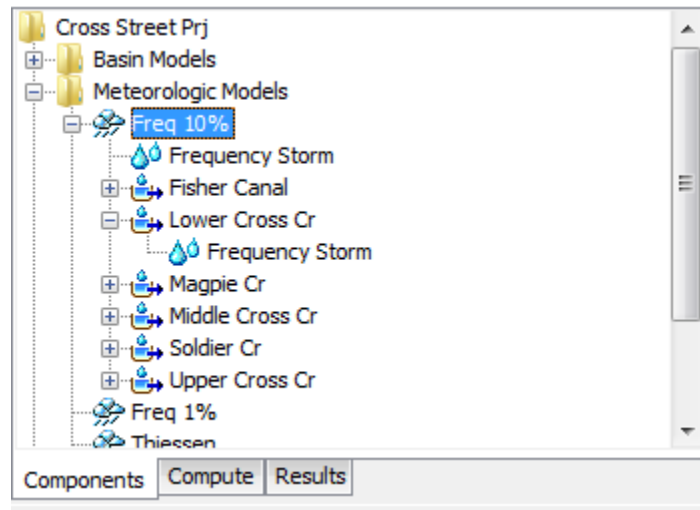 Cross Street Prj
Basin Models
Meteorologic Models
Freq 10%
Frequency Storm
Fisher Canal
Lower Cross Cr
Frequency Storm
Magpie Cr
Middle Cross Cr
Soldier Cr
Upper Cross Cr
Freq 1%
Thiessen
Components Compute Results